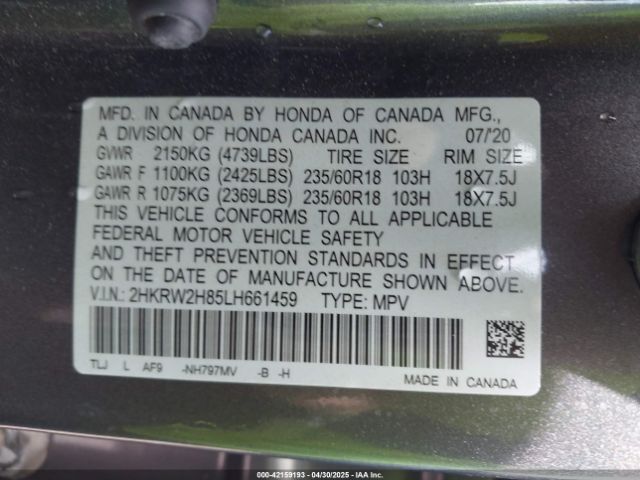 MFD. IN CANADA BY HONDA OF CANADA MFG.,
A DIVISION OF HONDA CANADA INC. 07/'20
GVWR 2150KG (4739LBS) TIRE SIZE RIM SIZE
GAWR F 1100KG (2425LBS) 235/60R18 103H 18X7.5J
GAWR R 1075KG (2369LBS) 235/60R18 103H 18X7.5J
THIS VEHICLE CONFORMS TO ALL APPLICABLE
FEDERAL MOTOR VEHICLE SAFETY
AND THEFT PREVENTION STANDARDS IN EFFECT
ON THE DATE OF MANUFACTURE SHOWN ABOVE.
V.I.N.: 2HKRW2H85LH661459 TYPE: MPV
TLJ L AF9 -NH797MV -B -H
MADE IN CANADA
000-42159193 - 04/30/2025 - IAA Inc.